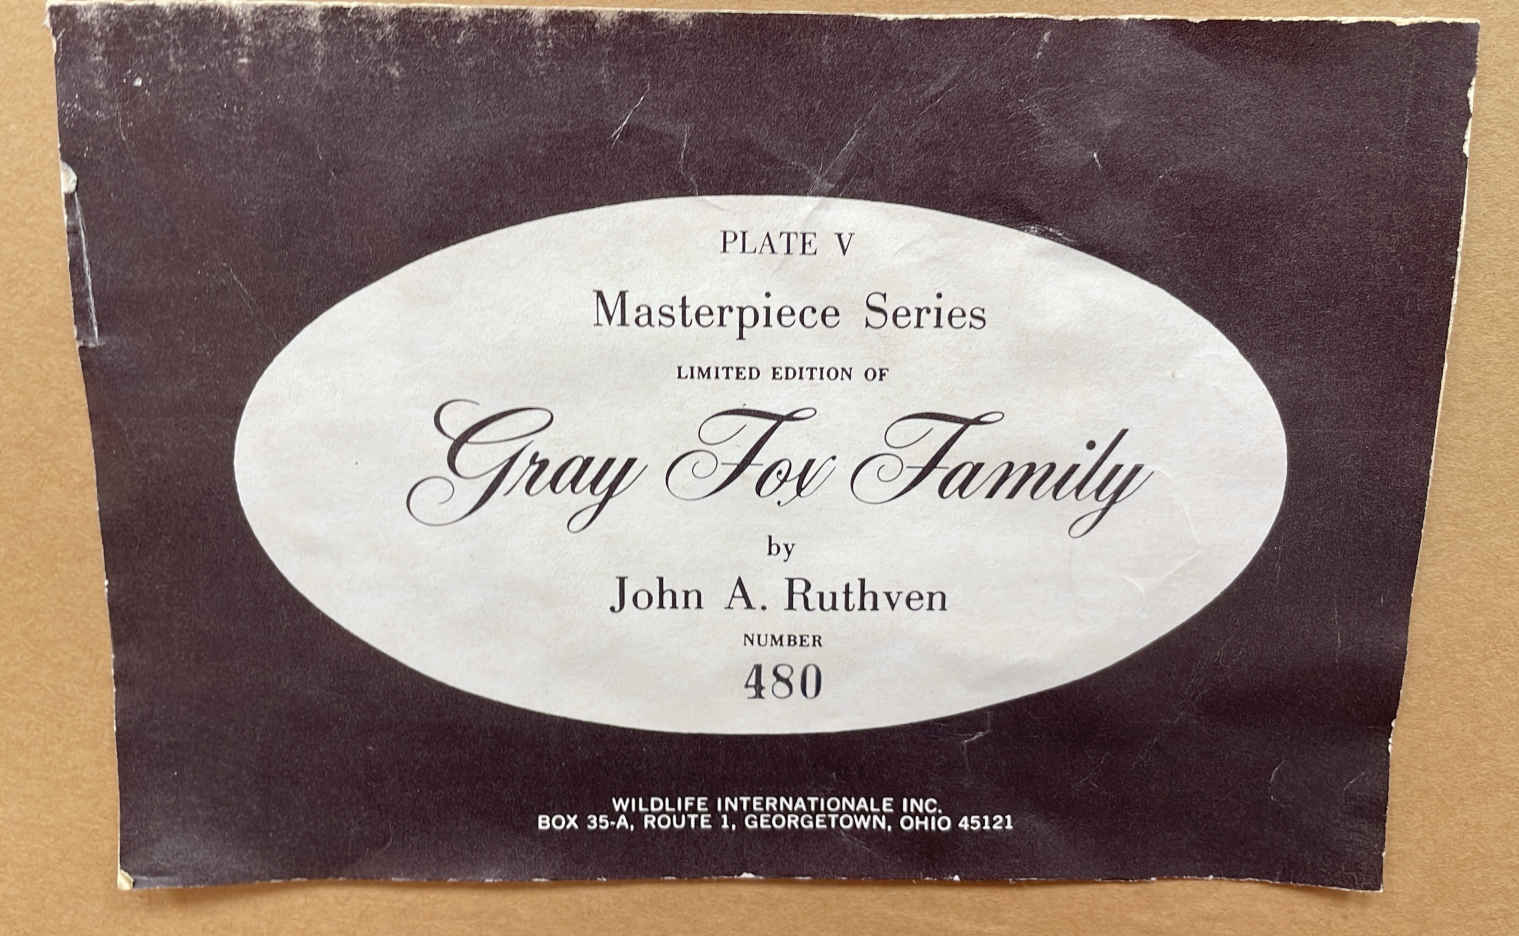 PLATE V
Masterpiece Series
LIMITED EDITION OF
Gray Fox Family
by
John A. Ruthven
NUMBER
480
WILDLIFE INTERNATIONALE INC.
BOX 35-A, ROUTE 1, GEORGETOWN, OHIO 45121